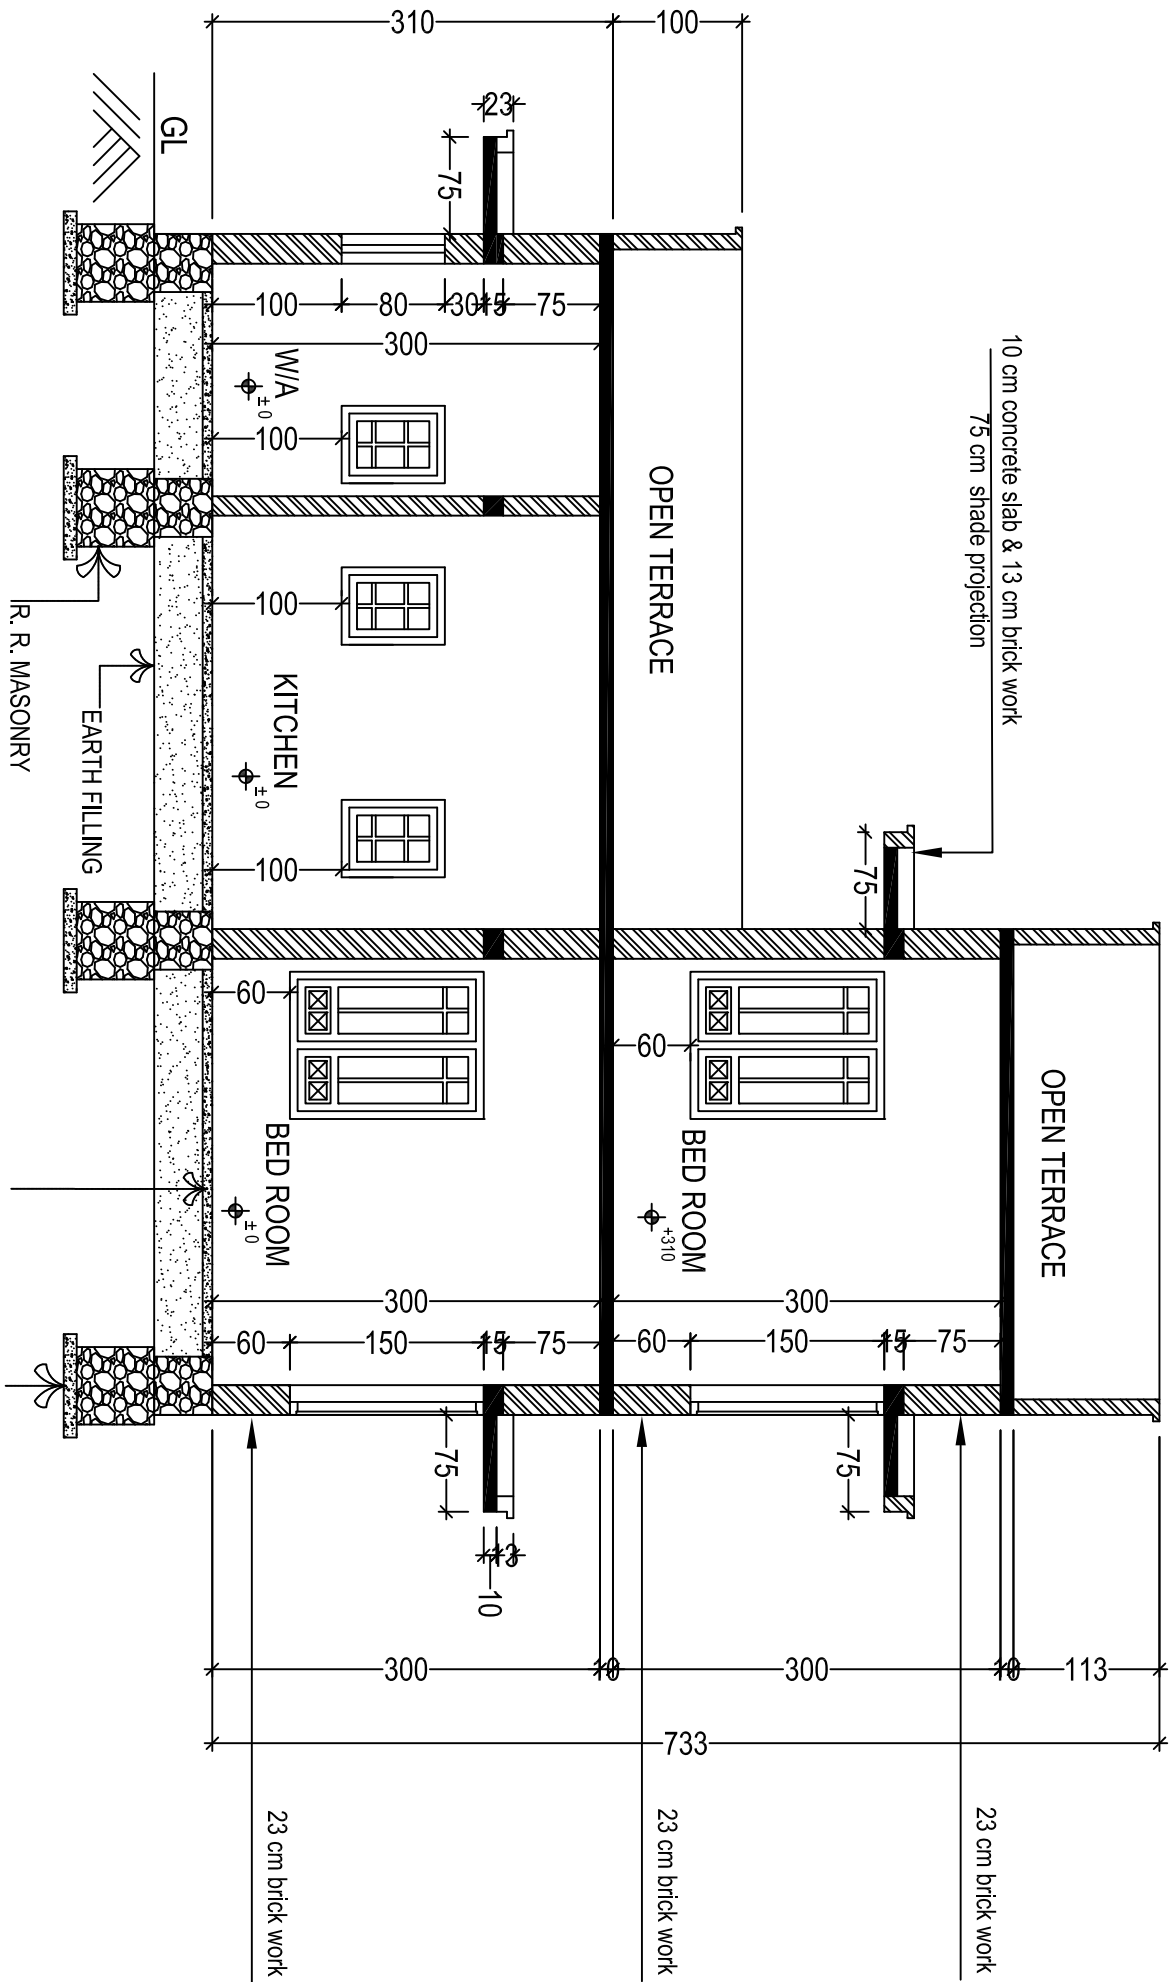 10 cm concrete slab & 13 cm brick work
75 cm shade projection
OPEN TERRACE
OPEN TERRACE
113
10
75
15
150
60
300
BED ROOM
+310
60
75
75
300
23 cm brick work
100
310
23
75
75
15
30
80
100
300
W/A
±0
100
100
KITCHEN
±0
100
60
BED ROOM
±0
300
75
15
150
60
75
13
10
10
300
733
23 cm brick work
23 cm brick work
GL
EARTH FILLING
R. R. MASONRY